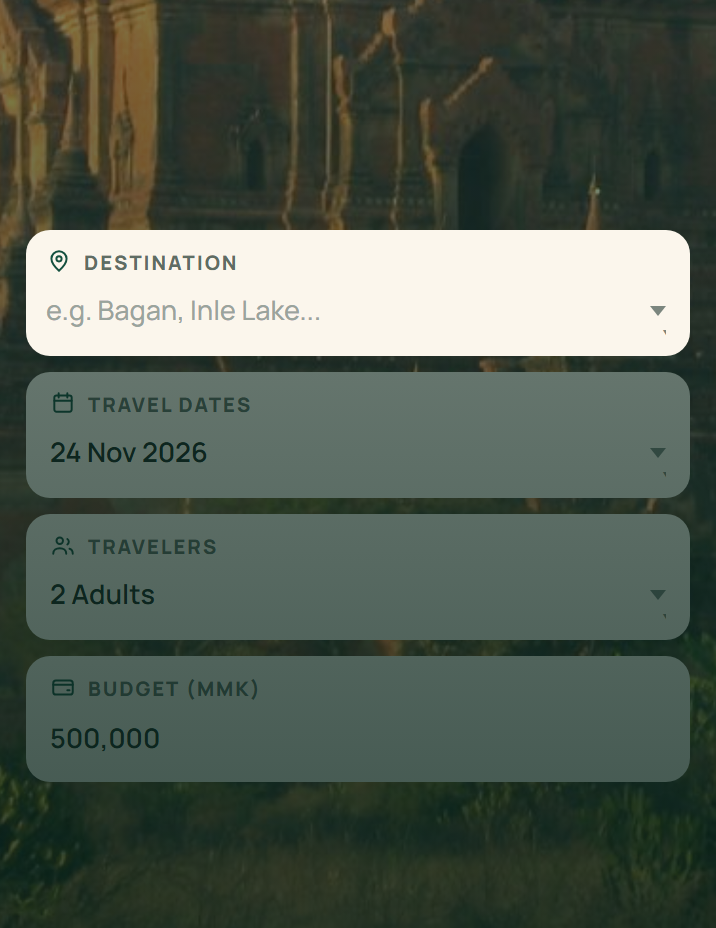 DESTINATION
e.g. Bagan, Inle Lake...
TRAVEL DATES
24 Nov 2026
TRAVELERS
2 Adults
BUDGET (MMK)
500,000